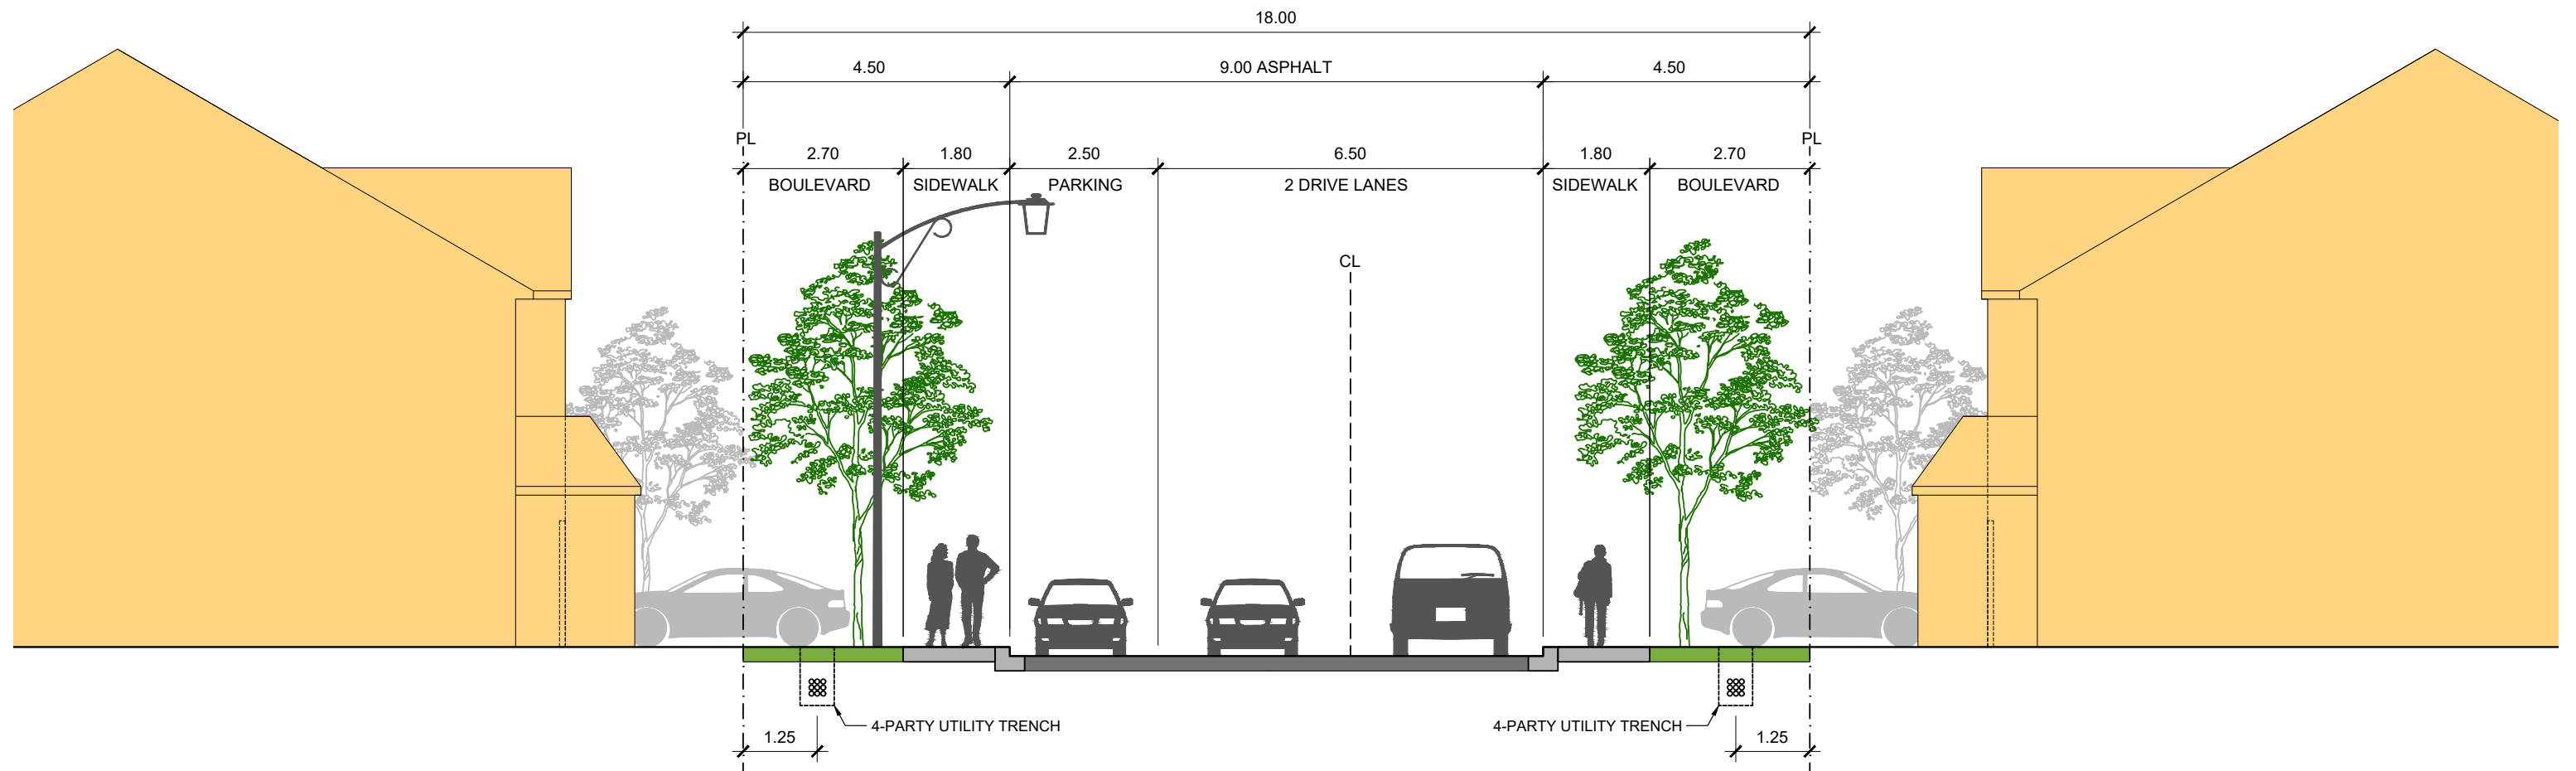 18.00
4.50
9.00 ASPHALT
4.50
PL
PL
2.70
1.80
2.50
6.50
1.80
2.70
BOULEVARD
SIDEWALK
PARKING
2 DRIVE LANES
SIDEWALK
BOULEVARD
CL
4-PARTY UTILITY TRENCH
4-PARTY UTILITY TRENCH
1.25
1.25